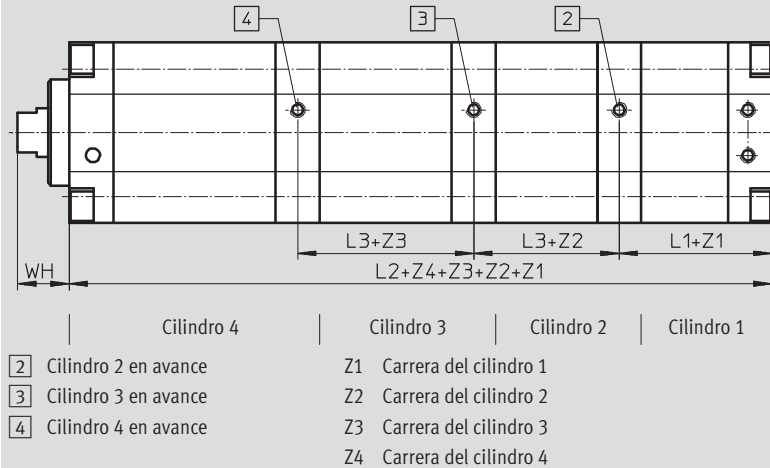 4 3 2
L3+Z3 L3+Z2 L1+Z1
WH L2+Z4+Z3+Z2+Z1
Cilindro 4 Cilindro 3 Cilindro 2 Cilindro 1
2 Cilindro 2 en avance
3 Cilindro 3 en avance
4 Cilindro 4 en avance
Z1 Carrera del cilindro 1
Z2 Carrera del cilindro 2
Z3 Carrera del cilindro 3
Z4 Carrera del cilindro 4